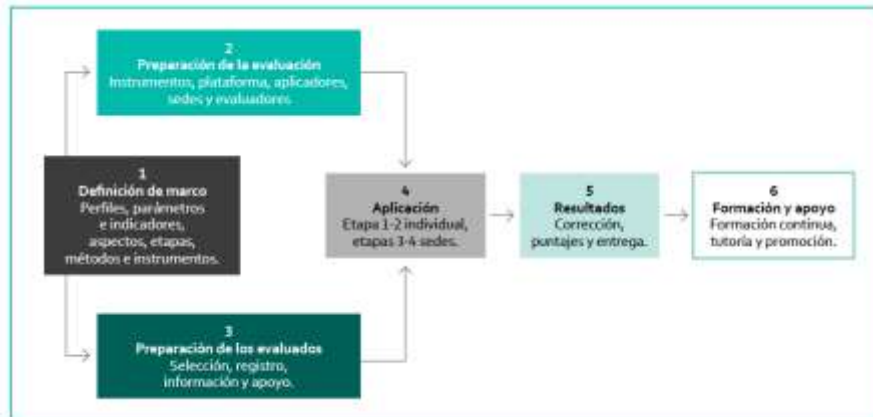 2
Preparación de la evaluación
Instrumentos, plataforma, aplicadores,
sedes y evaluadores
1
Definición de marco
Perfiles, parámetros
e indicadores,
aspectos, etapas,
métodos e instrumentos.
4
Aplicación
Etapa 1-2 individual,
etapas 3-4 sedes.
5
Resultados
Corrección,
puntajes y entrega.
6
Formación y apoyo
Formación continua,
tutoría y promoción.
3
Preparación de los evaluados
Selección, registro,
información y apoyo.